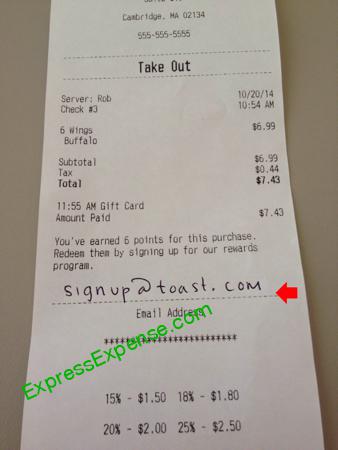 Cambridge, MA 02134
555-555-5555
Take Out
Server: Rob 10/20/14
Check #3 10:54 AM
6 Wings $6.99
Buffalo
Subtotal $6.99
Tax $0.44
Total $7.43
11:55 AM Gift Card
Amount Paid $7.43
You've earned 6 points for this purchase.
Redeem them by signing up for our rewards
program.
signup@toast.com
Email Address
ExpressExpense.com
**************************
15% - $1.50 18% - $1.80
20% - $2.00 25% - $2.50